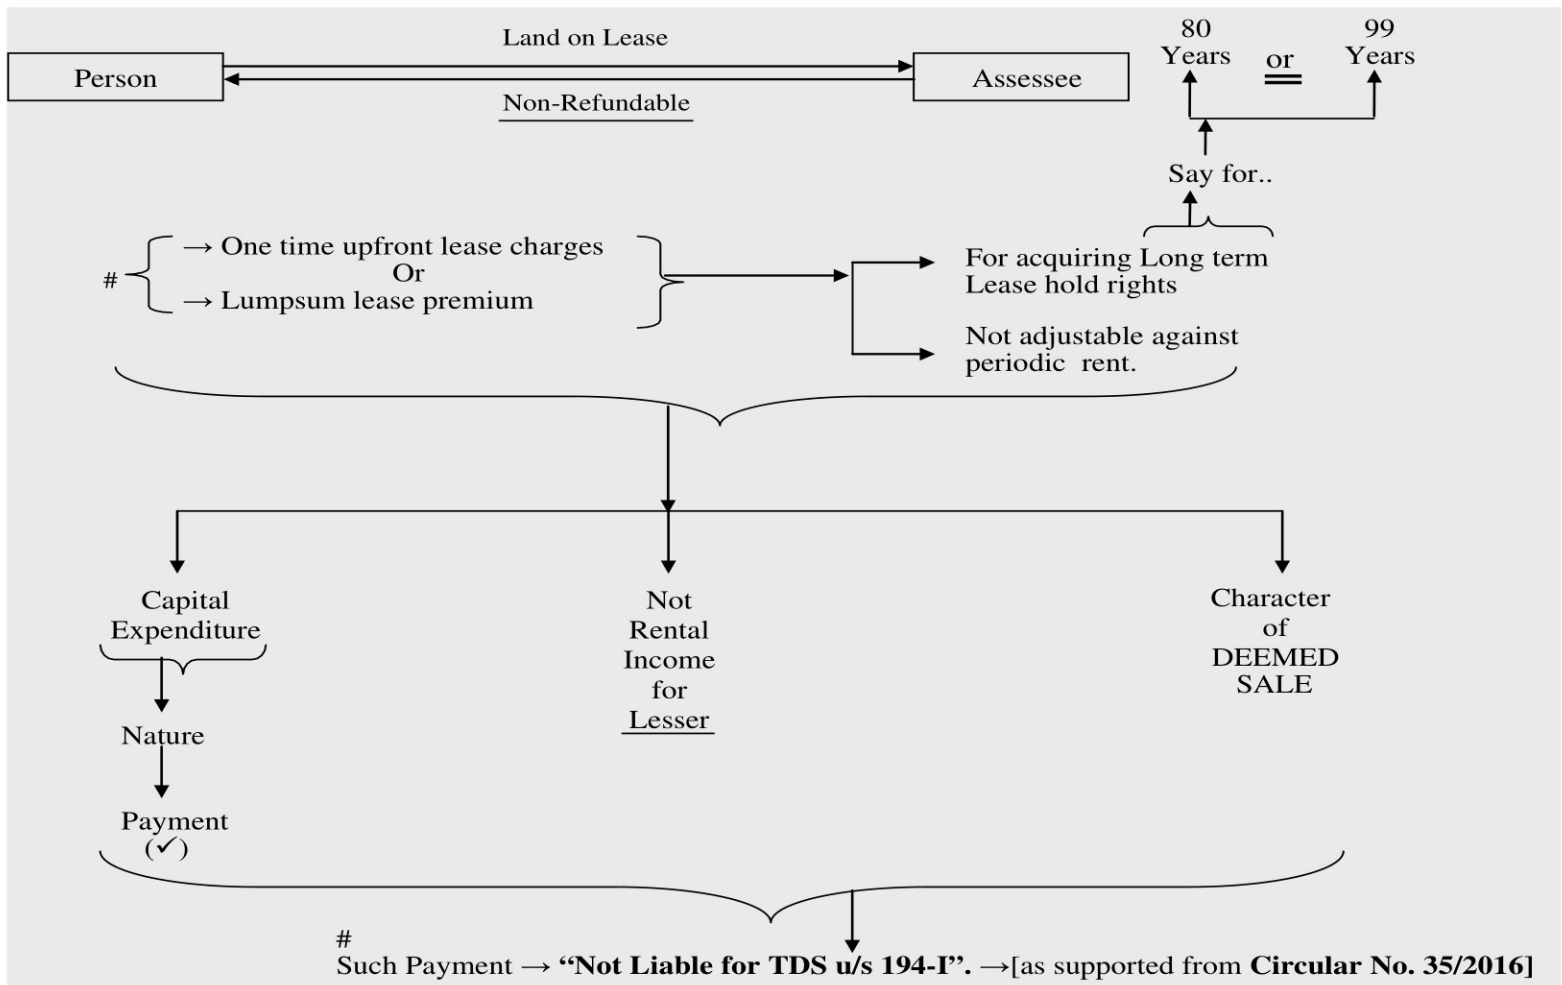 Land on Lease
Person
Assessee
Non-Refundable
80
Years
or
99
Years
Say for..
#
→ One time upfront lease charges
Or
→ Lumpsum lease premium
For acquiring Long term
Lease hold rights
Not adjustable against
periodic rent.
Capital
Expenditure
Nature
Payment
(✓)
Not
Rental
Income
for
Lesser
Character
of
DEEMED
SALE
#
Such Payment → “Not Liable for TDS u/s 194-I”. →[as supported from Circular No. 35/2016]